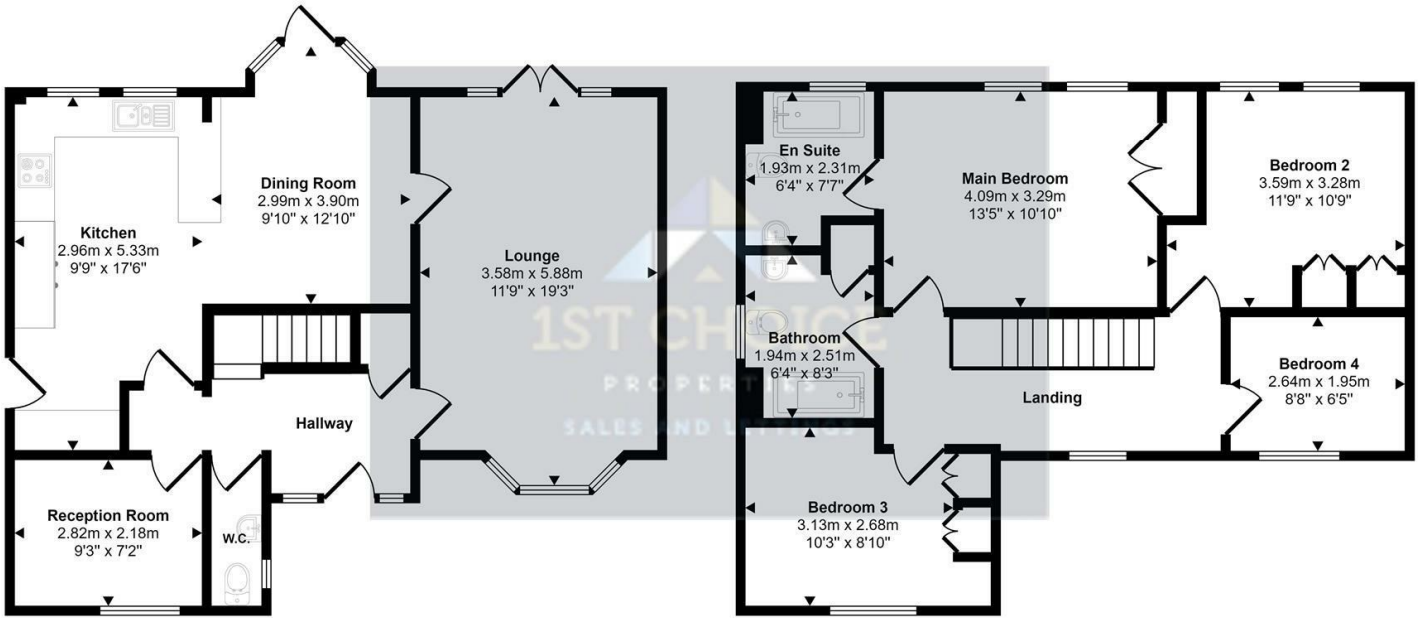 Kitchen
2.96m x 5.33m
9'9" x 17'6"
Dining Room
2.99m x 3.90m
9'10" x 12'10"
Lounge
3.58m x 5.88m
11'9" x 19'3"
Hallway
Reception Room
2.82m x 2.18m
9'3" x 7'2"
W.C.
En Suite
1.93m x 2.31m
6'4" x 7'7"
Main Bedroom
4.09m x 3.29m
13'5" x 10'10"
Bedroom 2
3.59m x 3.28m
11'9" x 10'9"
Bathroom
1.94m x 2.51m
6'4" x 8'3"
Landing
Bedroom 4
2.64m x 1.95m
8'8" x 6'5"
Bedroom 3
3.13m x 2.68m
10'3" x 8'10"
1ST CHOICE
PROPERTIES
SALES AND LETTINGS